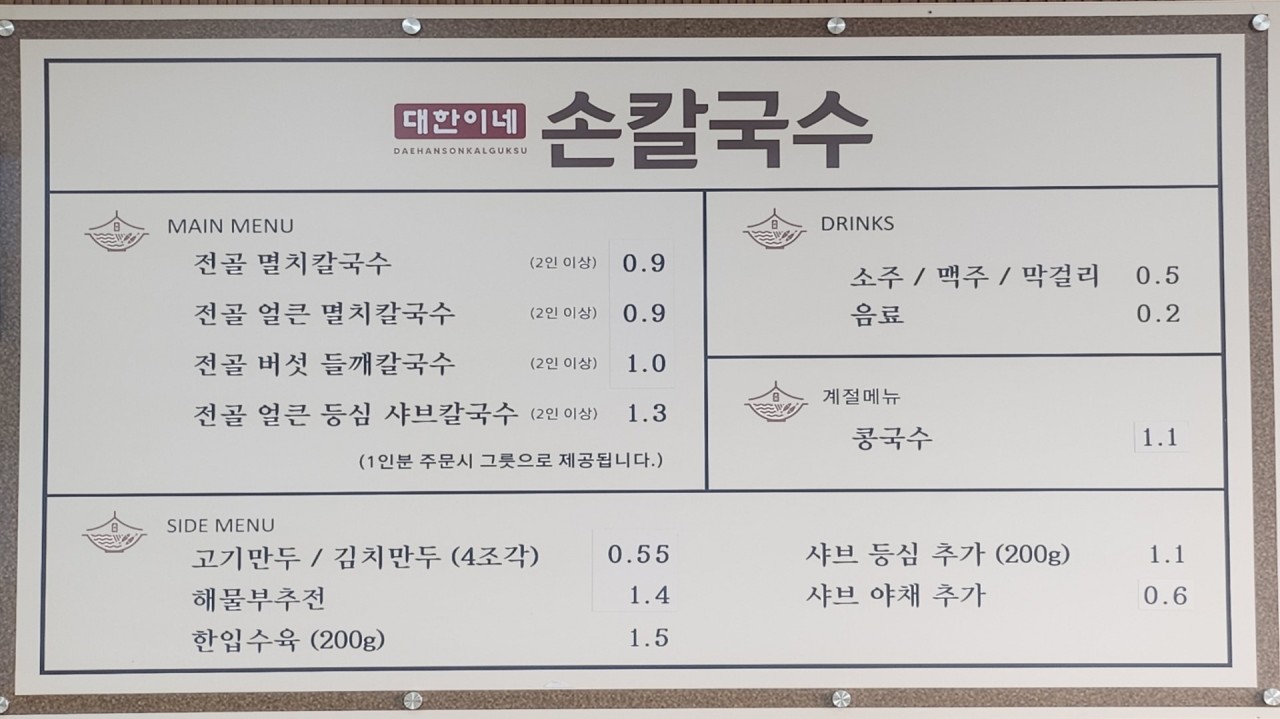 대한이네 손칼국수
DAEHANSONKALGUKSU
MAIN MENU
전골 멸치칼국수 (2인 이상) 0.9
전골 얼큰 멸치칼국수 (2인 이상) 0.9
전골 버섯 들깨칼국수 (2인 이상) 1.0
전골 얼큰 등심 샤브칼국수 (2인 이상) 1.3
(1인분 주문시 그릇으로 제공됩니다.)
DRINKS
소주 / 맥주 / 막걸리 0.5
음료 0.2
계절메뉴
콩국수 1.1
SIDE MENU
고기만두 / 김치만두 (4조각) 0.55
해물부추전 1.4
한입수육 (200g) 1.5
샤브 등심 추가 (200g) 1.1
샤브 야채 추가 0.6